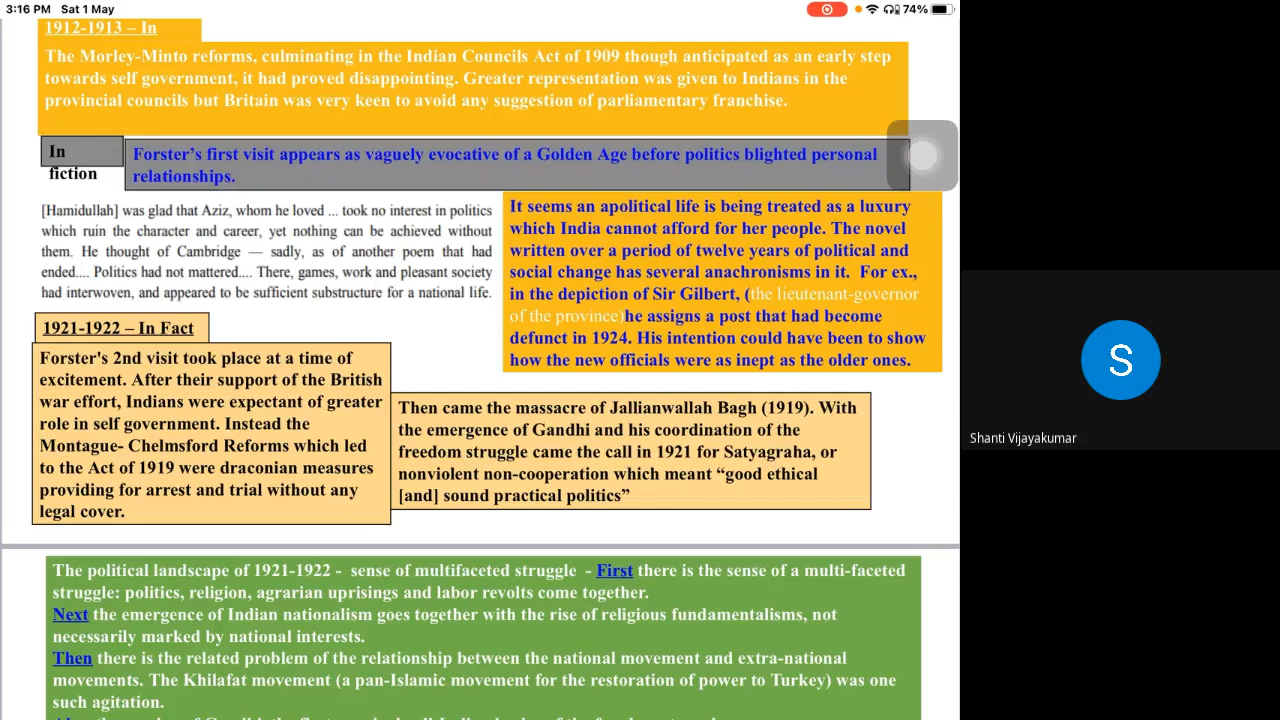 3:16 PM Sat 1 May
74%
1912-1913 – In
The Morley-Minto reforms, culminating in the Indian Councils Act of 1909 though anticipated as an early step
towards self government, it had proved disappointing. Greater representation was given to Indians in the
provincial councils but Britain was very keen to avoid any suggestion of parliamentary franchise.
In
fiction
Forster's first visit appears as vaguely evocative of a Golden Age before politics blighted personal
relationships.
[Hamidullah] was glad that Aziz, whom he loved ... took no interest in politics
which ruin the character and career, yet nothing can be achieved without
them. He thought of Cambridge — sadly, as of another poem that had
ended.... Politics had not mattered.... There, games, work and pleasant society
had interwoven, and appeared to be sufficient substructure for a national life.
It seems an apolitical life is being treated as a luxury
which India cannot afford for her people. The novel
written over a period of twelve years of political and
social change has several anachronisms in it. For ex.,
in the depiction of Sir Gilbert, (the lieutenant-governor
of the province)he assigns a post that had become
defunct in 1924. His intention could have been to show
how the new officials were as inept as the older ones.
1921-1922 – In Fact
Forster's 2nd visit took place at a time of
excitement. After their support of the British
war effort, Indians were expectant of greater
role in self government. Instead the
Montague- Chelmsford Reforms which led
to the Act of 1919 were draconian measures
providing for arrest and trial without any
legal cover.
Then came the massacre of Jallianwallah Bagh (1919). With
the emergence of Gandhi and his coordination of the
freedom struggle came the call in 1921 for Satyagraha, or
nonviolent non-cooperation which meant “good ethical
[and] sound practical politics”
The political landscape of 1921-1922 - sense of multifaceted struggle - First there is the sense of a multi-faceted
struggle: politics, religion, agrarian uprisings and labor revolts come together.
Next the emergence of Indian nationalism goes together with the rise of religious fundamentalisms, not
necessarily marked by national interests.
Then there is the related problem of the relationship between the national movement and extra-national
movements. The Khilafat movement (a pan-Islamic movement for the restoration of power to Turkey) was one
such agitation.
S
Shanti Vijayakumar